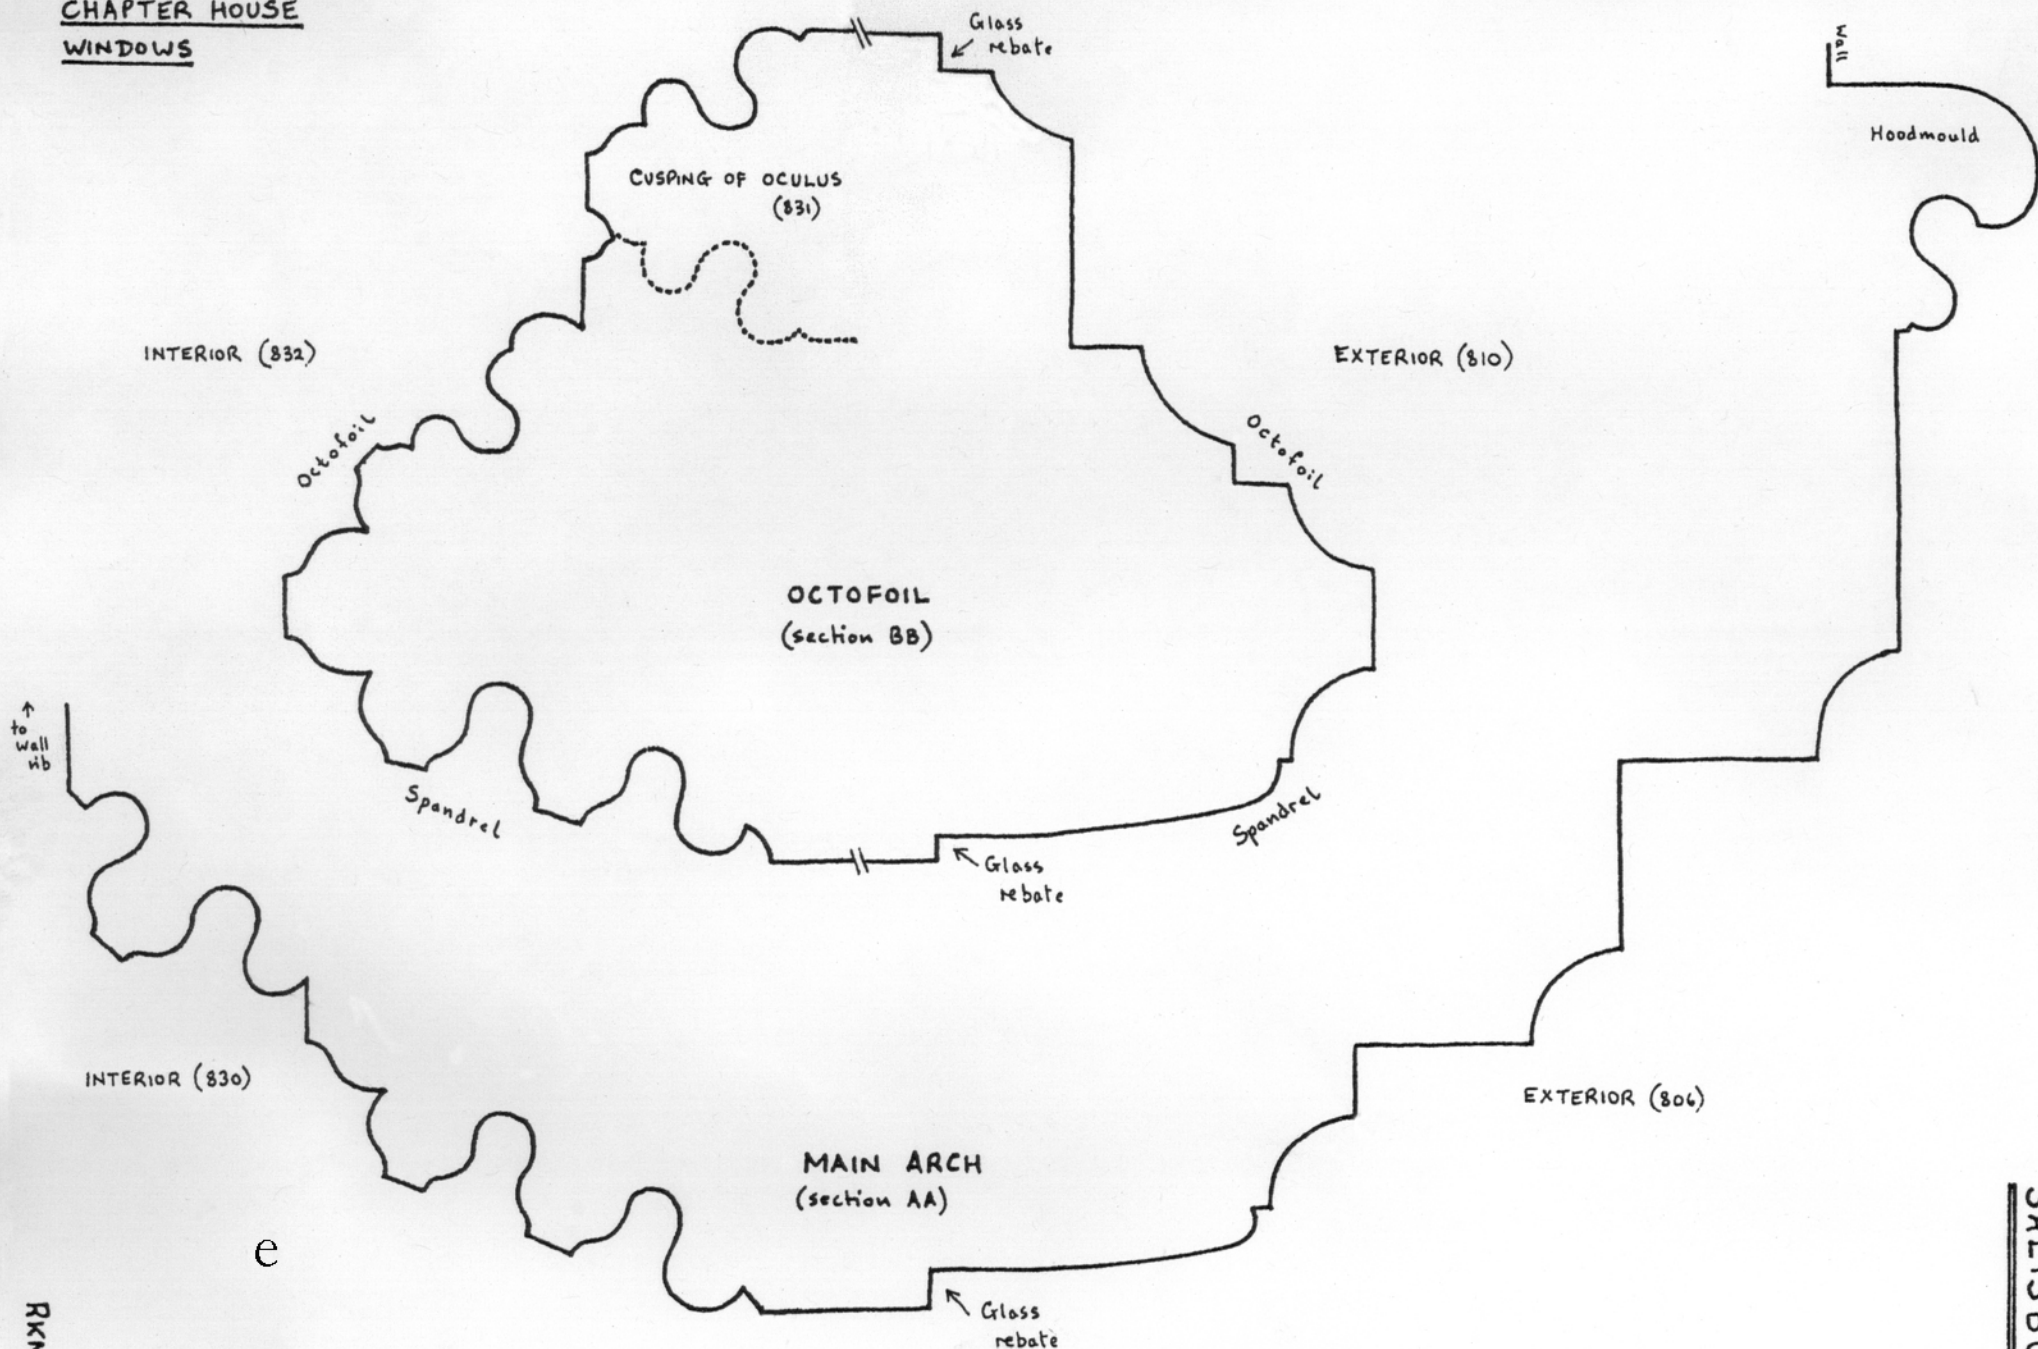 CHAPTER HOUSE
WINDOWS
Glass
rebate
Wall
Hoodmould
CUSPING OF OCULUS
(831)
INTERIOR (832)
EXTERIOR (810)
Octofoil
Octofoil
OCTOFOIL
(section BB)
to
wall
rib
Spandrel
Spandrel
Glass
rebate
INTERIOR (830)
EXTERIOR (806)
MAIN ARCH
(section AA)
e
Glass
rebate